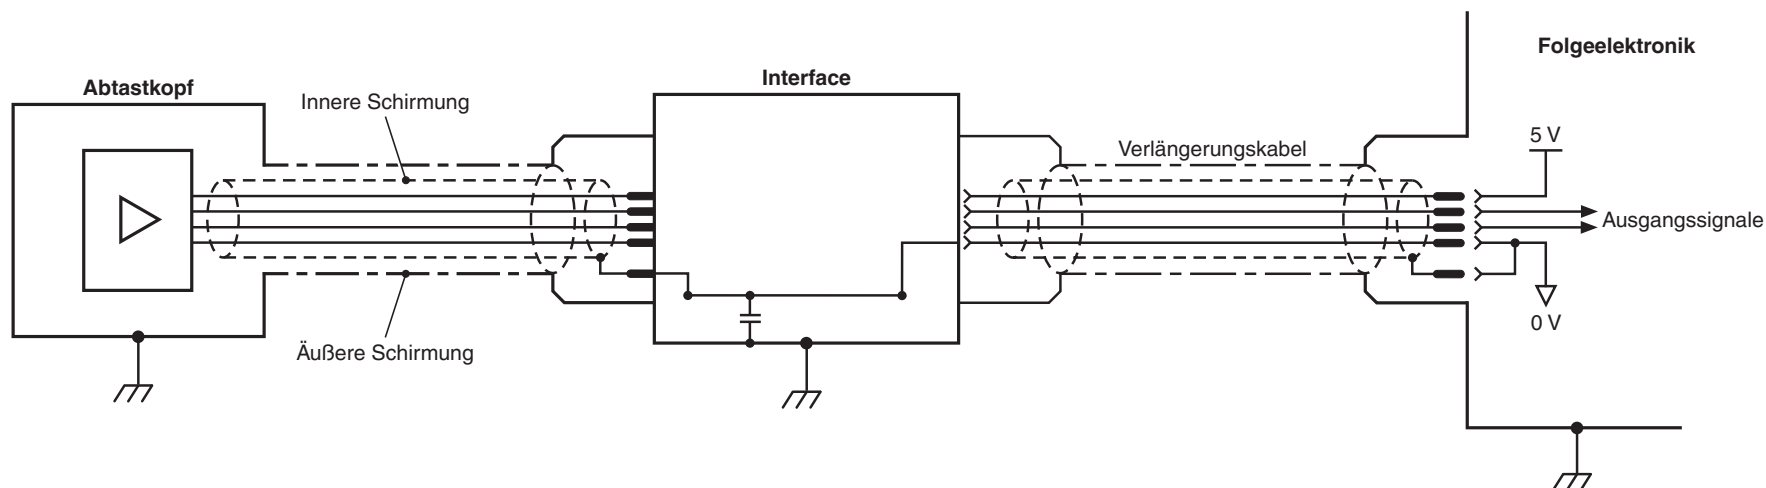 Folgeelektronik
Interface
Abtastkopf
Innere Schirmung
5 V
Verlängerungskabel
Ausgangssignale
0 V
Äußere Schirmung